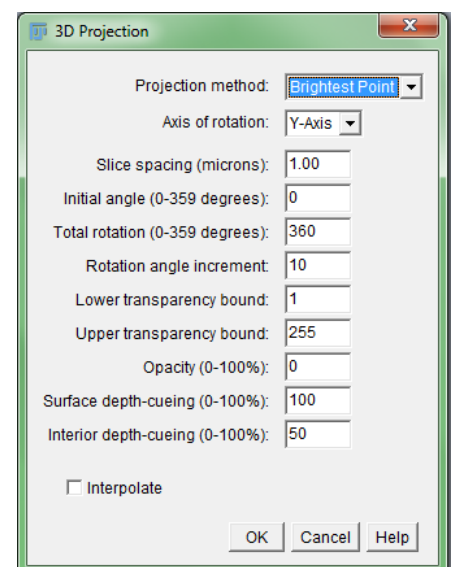 3D Projection
Projection method: Brightest Point
Axis of rotation: Y-Axis
Slice spacing (microns): 1.00
Initial angle (0-359 degrees): 0
Total rotation (0-359 degrees): 360
Rotation angle increment: 10
Lower transparency bound: 1
Upper transparency bound: 255
Opacity (0-100%): 0
Surface depth-cueing (0-100%): 100
Interior depth-cueing (0-100%): 50
Interpolate
OK Cancel Help